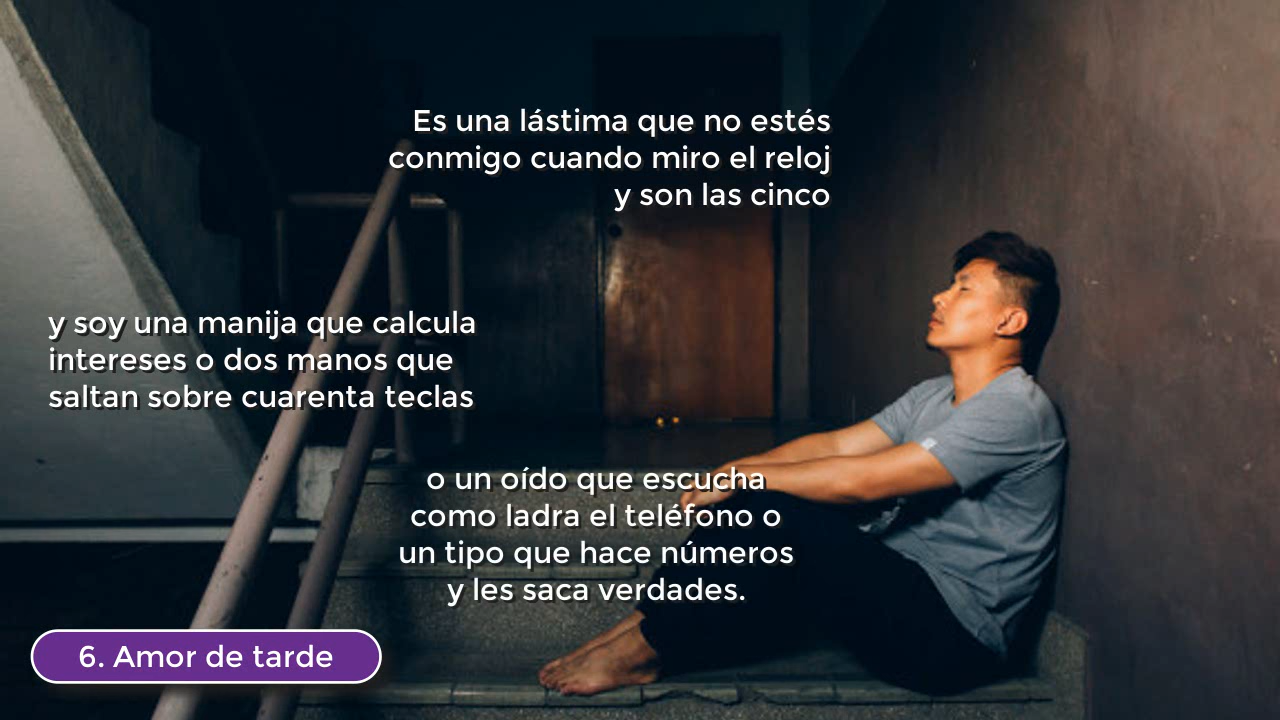 Es una lástima que no estés
conmigo cuando miro el reloj
y son las cinco
y soy una manija que calcula
intereses o dos manos que
saltan sobre cuarenta teclas
o un oído que escucha
como ladra el teléfono o
un tipo que hace números
y les saca verdades.
6. Amor de tarde